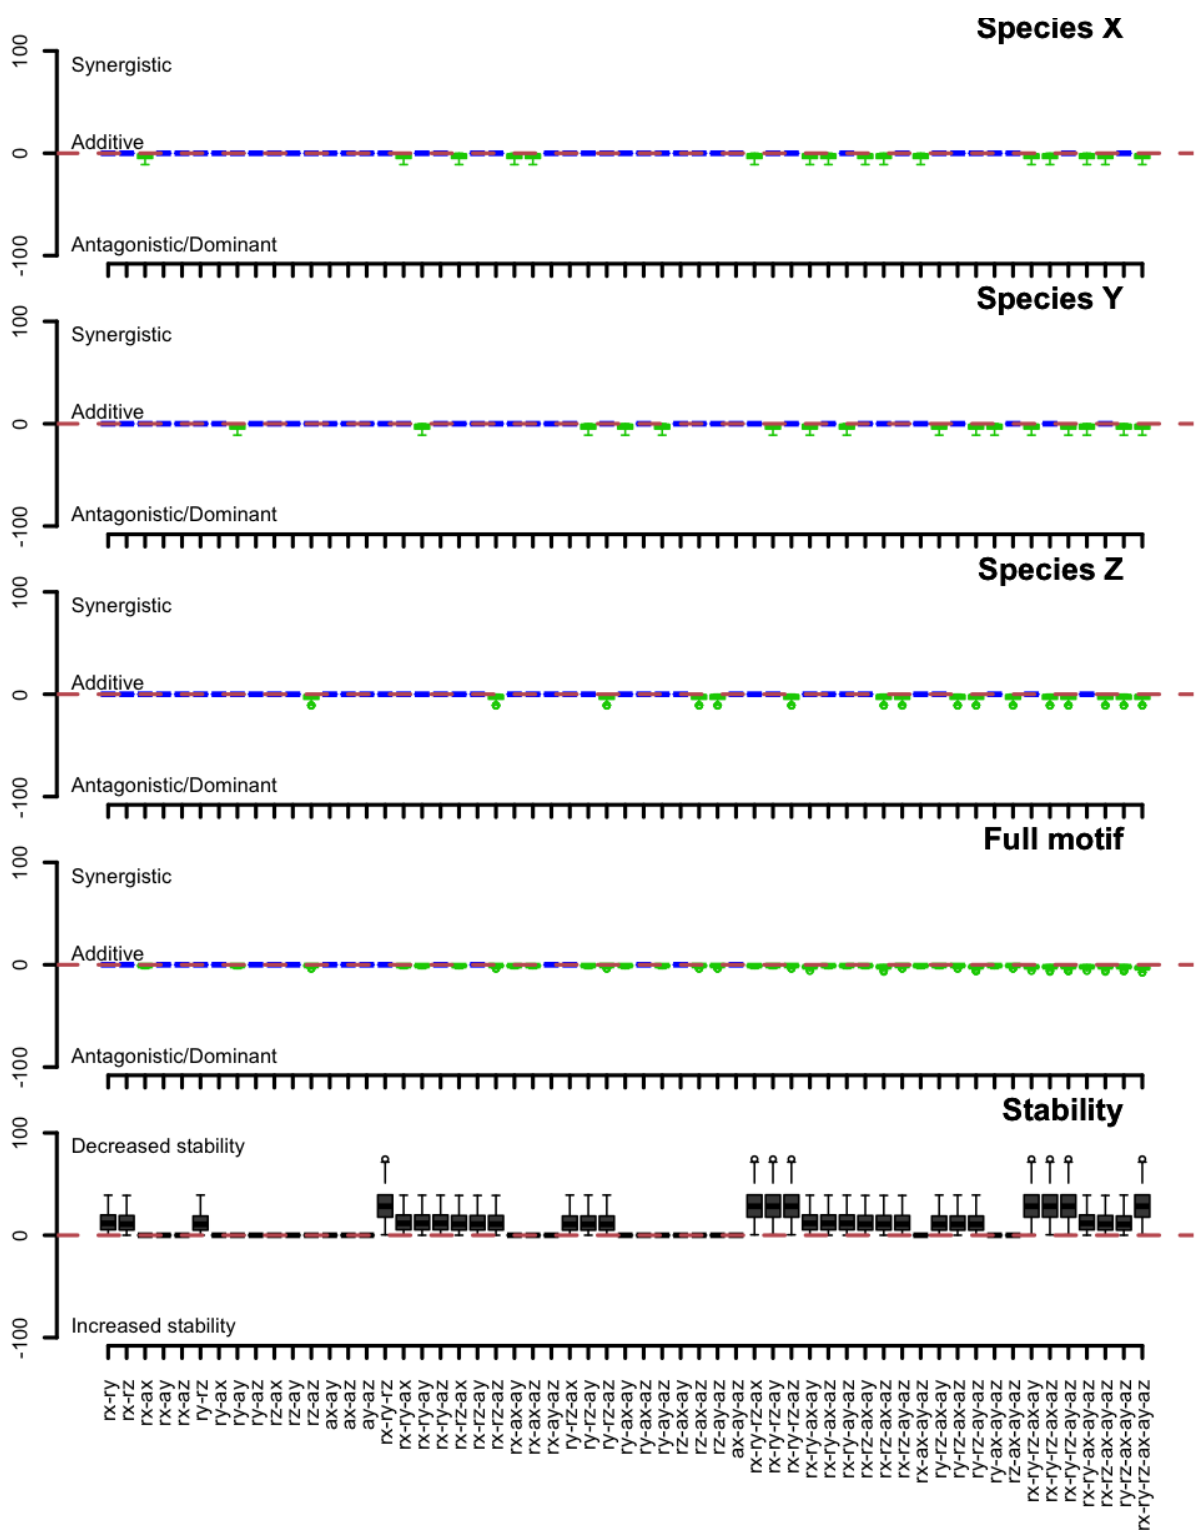 Species X
100
Synergistic
Additive
0
Antagonistic/Dominant
-100
Species Y
100
Synergistic
Additive
0
Antagonistic/Dominant
-100
Species Z
100
Synergistic
Additive
0
Antagonistic/Dominant
-100
Full motif
100
Synergistic
Additive
0
Antagonistic/Dominant
-100
Stability
100
Decreased stability
0
Increased stability
-100
rx-ry
rx-rz
rx-ax
rx-ay
rx-az
ry-rz
ry-ax
ry-ay
ry-az
rz-ax
rz-ay
rz-az
ax-ay
ax-az
ay-az
rx-ry-rz
rx-ry-ax
rx-ry-ay
rx-ry-az
rx-rz-ax
rx-rz-ay
rx-rz-az
rx-ax-ay
rx-ax-az
rx-ay-az
ry-rz-ax
ry-rz-ay
ry-rz-az
ry-ax-ay
ry-ax-az
ry-ay-az
rz-ax-ay
rz-ax-az
rz-ay-az
ax-ay-az
rx-ry-rz-ax
rx-ry-rz-ay
rx-ry-rz-az
rx-ry-ax-ay
rx-ry-ax-az
rx-ry-ay-az
rx-rz-ax-ay
rx-rz-ax-az
rx-rz-ay-az
rx-ax-ay-az
ry-rz-ax-ay
ry-rz-ax-az
ry-rz-ay-az
ry-ax-ay-az
rz-ax-ay-az
rx-ry-rz-ax-ay
rx-ry-rz-ax-az
rx-ry-rz-ay-az
rx-ry-ax-ay-az
rx-rz-ax-ay-az
ry-rz-ax-ay-az
rx-ry-rz-ax-ay-az